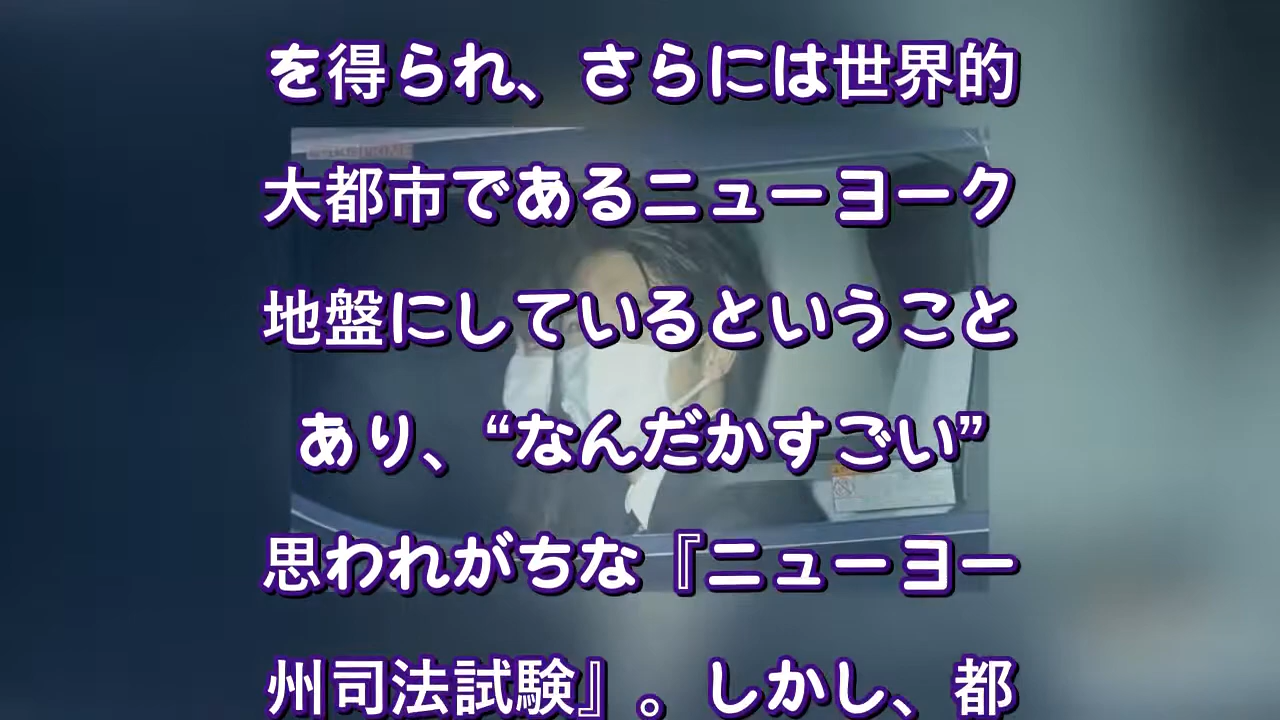 を得られ、さらには世界的
大都市であるニューヨーク
地盤にしているということ
あり、“なんだかすごい”
思われがちな『ニューヨー
州司法試験』。しかし、都